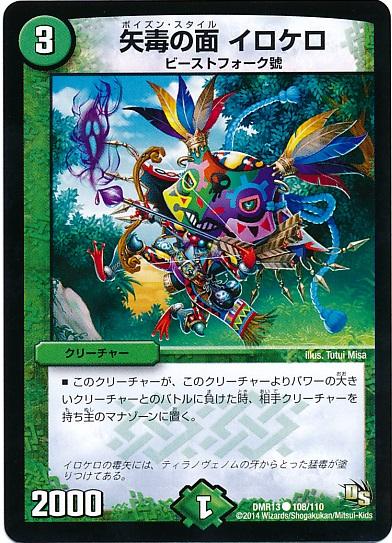 3
ポイズン・スタイル
矢毒の面 イロケロ
ビーストフォーク號
illus. Tutui Misa
クリーチャー
■ このクリーチャーが、このクリーチャーよりパワーの大き
いクリーチャーとのバトルに負けた時、相手クリーチャーを
持ち主のマナゾーンに置く。
イロケロの毒矢には、ティラノヴェノムの牙からとった猛毒が塗
りつけてある。
2000
1
DMR13 ● 108/110
©2014 Wizards/Shogakukan/Mitsui-Kids
DS